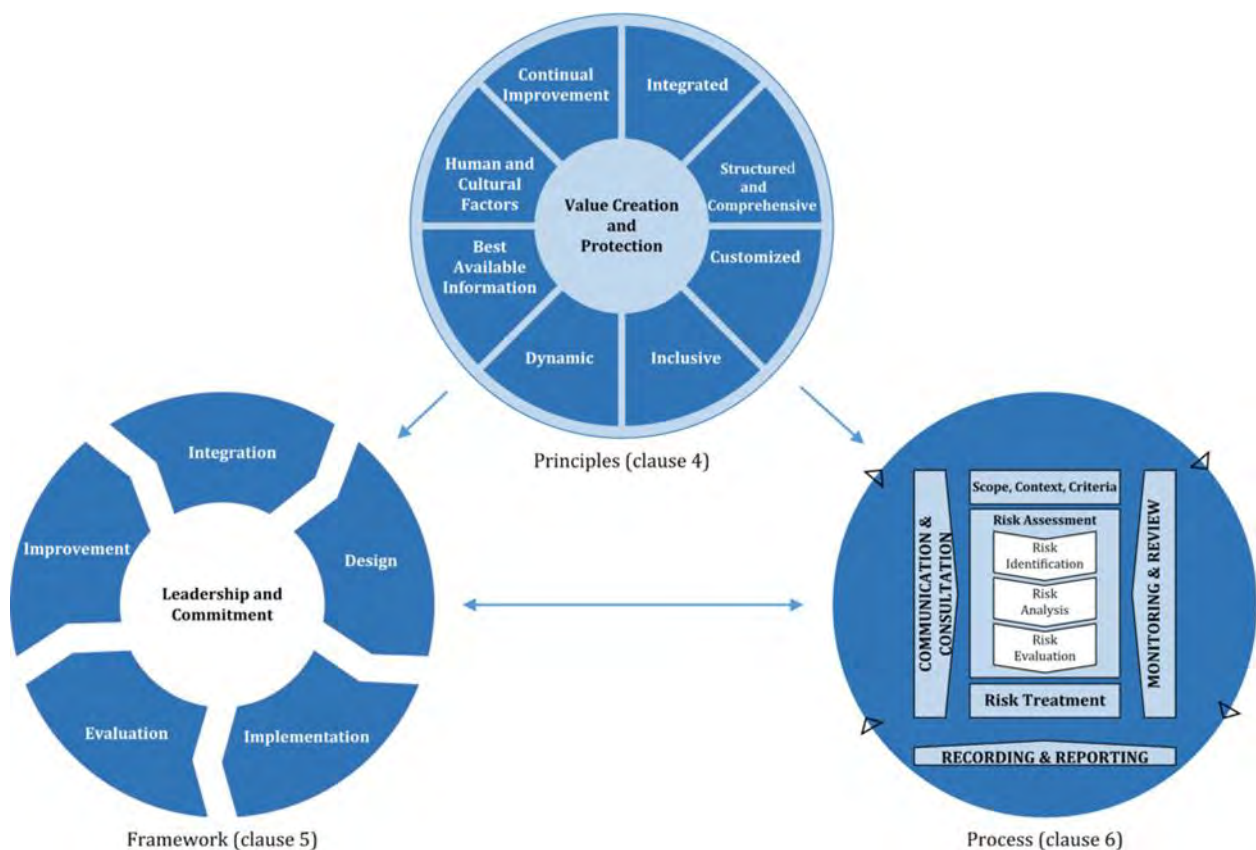 Continual
Improvement
Integrated
Structured
and
Comprehensive
Customized
Inclusive
Dynamic
Best
Available
Information
Human and
Cultural
Factors
Value Creation
and
Protection
Principles (clause 4)
Integration
Design
Implementation
Evaluation
Improvement
Leadership and
Commitment
Framework (clause 5)
Scope, Context, Criteria
Risk Assessment
Risk
Identification
Risk
Analysis
Risk
Evaluation
Risk Treatment
COMMUNICATION &
CONSULTATION
MONITORING & REVIEW
RECORDING & REPORTING
Process (clause 6)